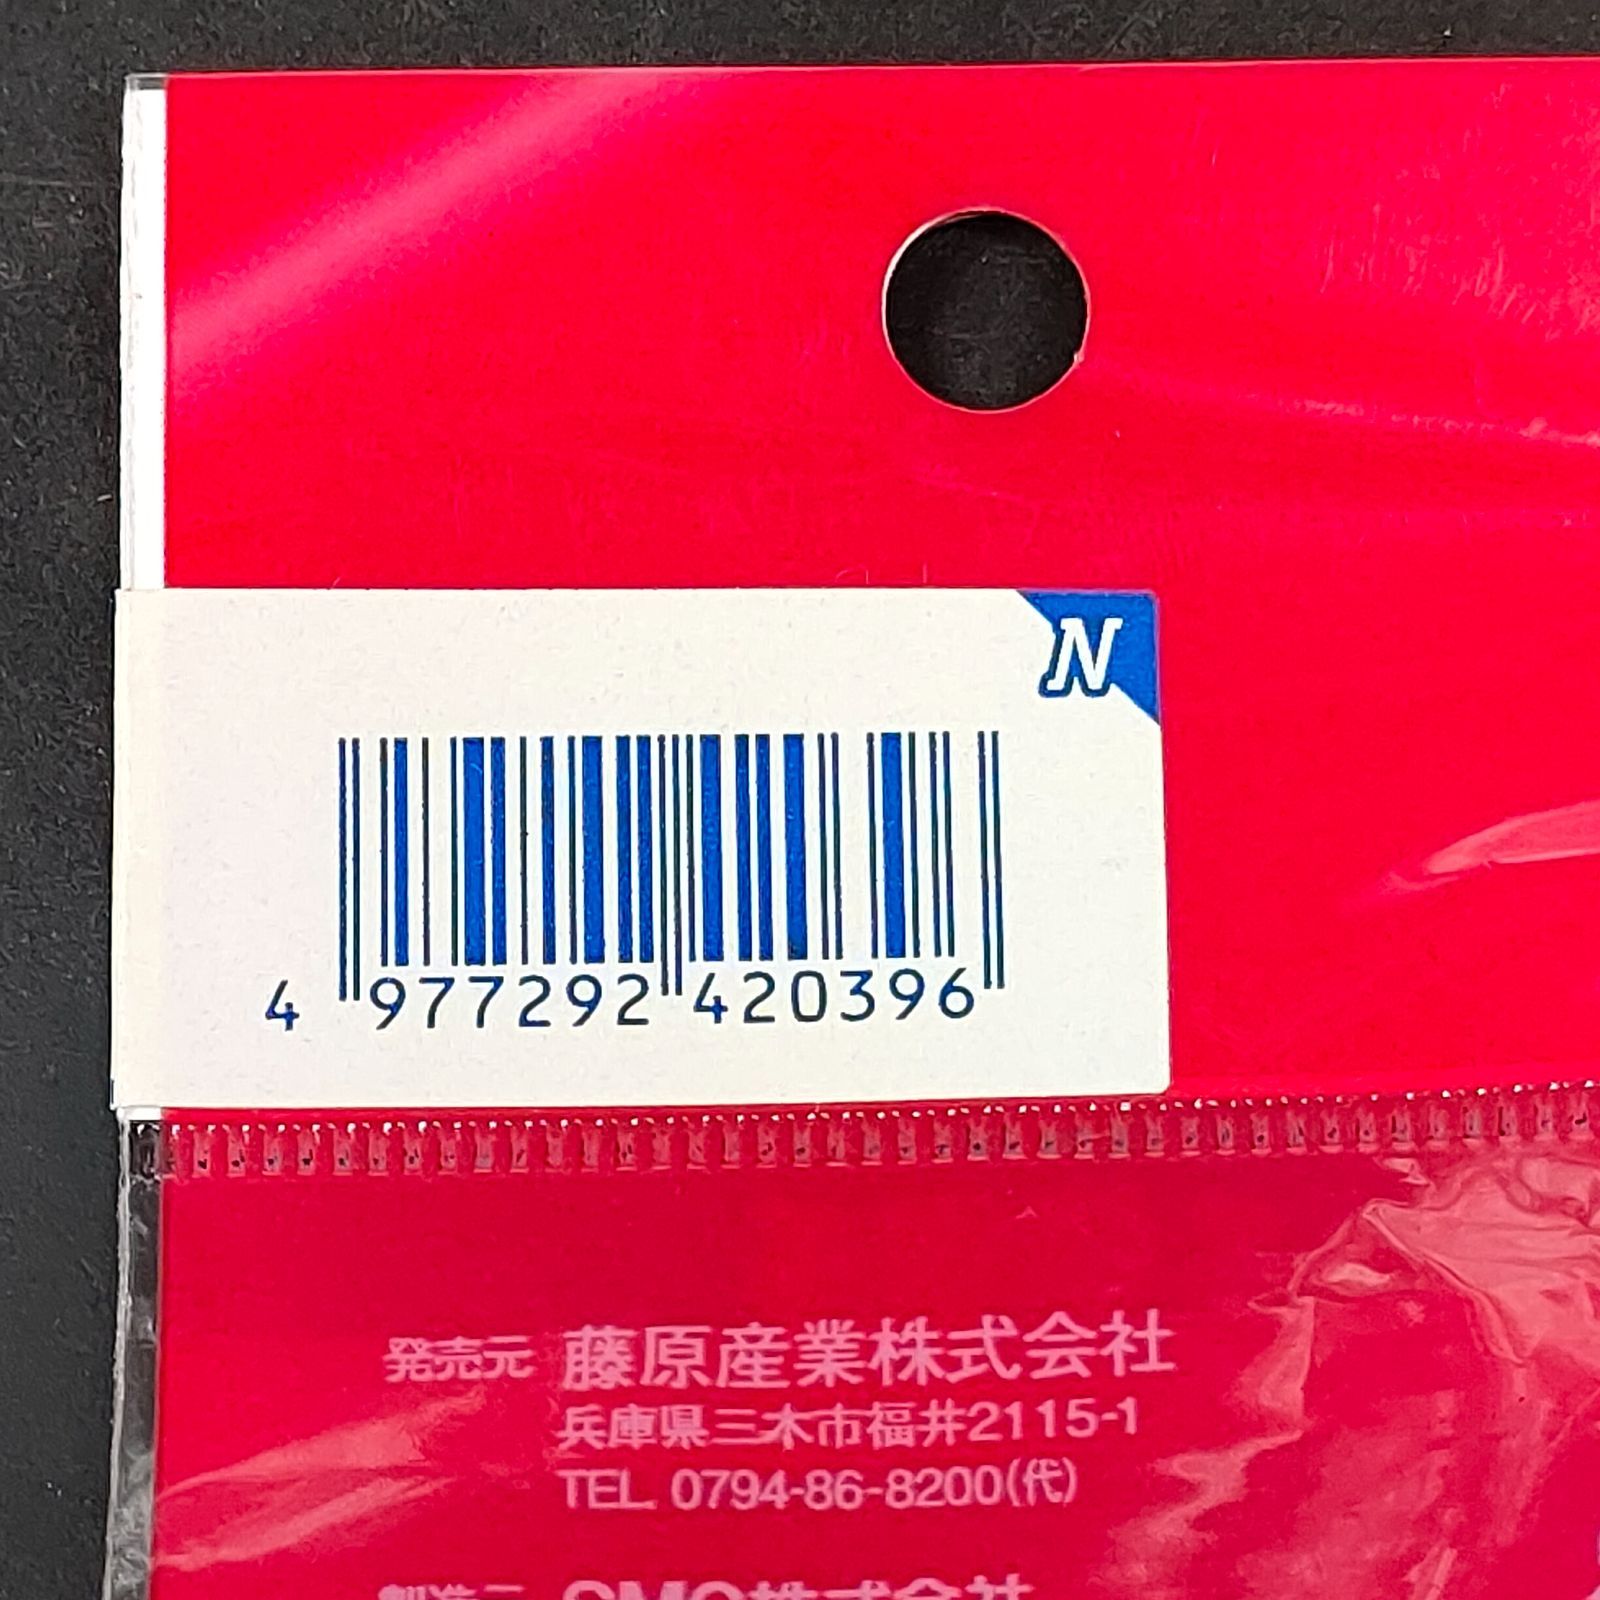 N
4 977292 420396
発売元 藤原産業株式会社
兵庫県三木市福井2115-1
TEL. 0794-86-8200(代)